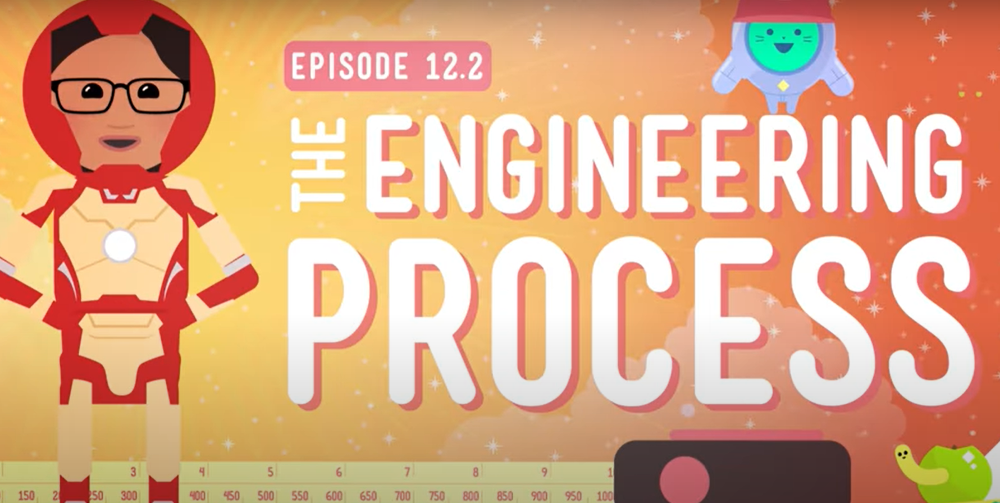 EPISODE 12.2
THE ENGINEERING
PROCESS
3 4 5 6 7 8 9
150 300 400 450 500 550 600 650 700 750 800 850 900 950